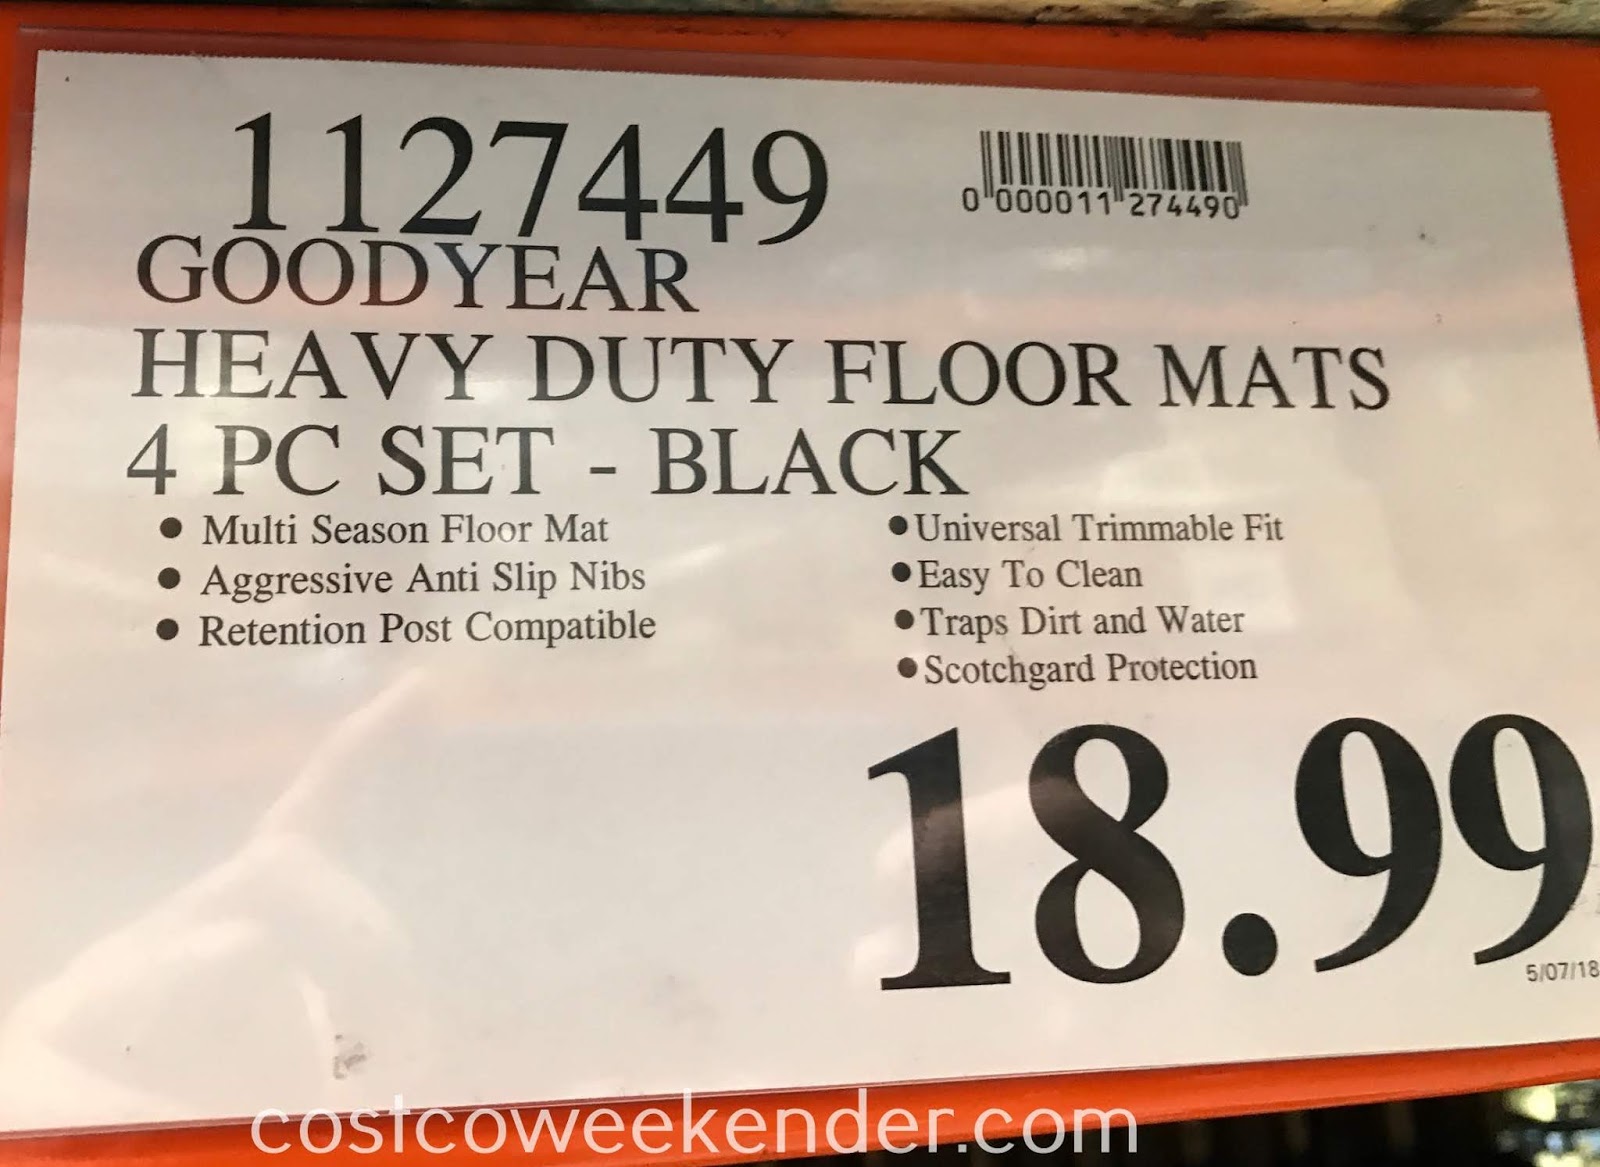 1127449
0 000011 274490
GOODYEAR
HEAVY DUTY FLOOR MATS
4 PC SET - BLACK
• Multi Season Floor Mat
• Aggressive Anti Slip Nibs
• Retention Post Compatible
• Universal Trimmable Fit
• Easy To Clean
• Traps Dirt and Water
• Scotchgard Protection
18.99
5/07/18
costcoweekender.com